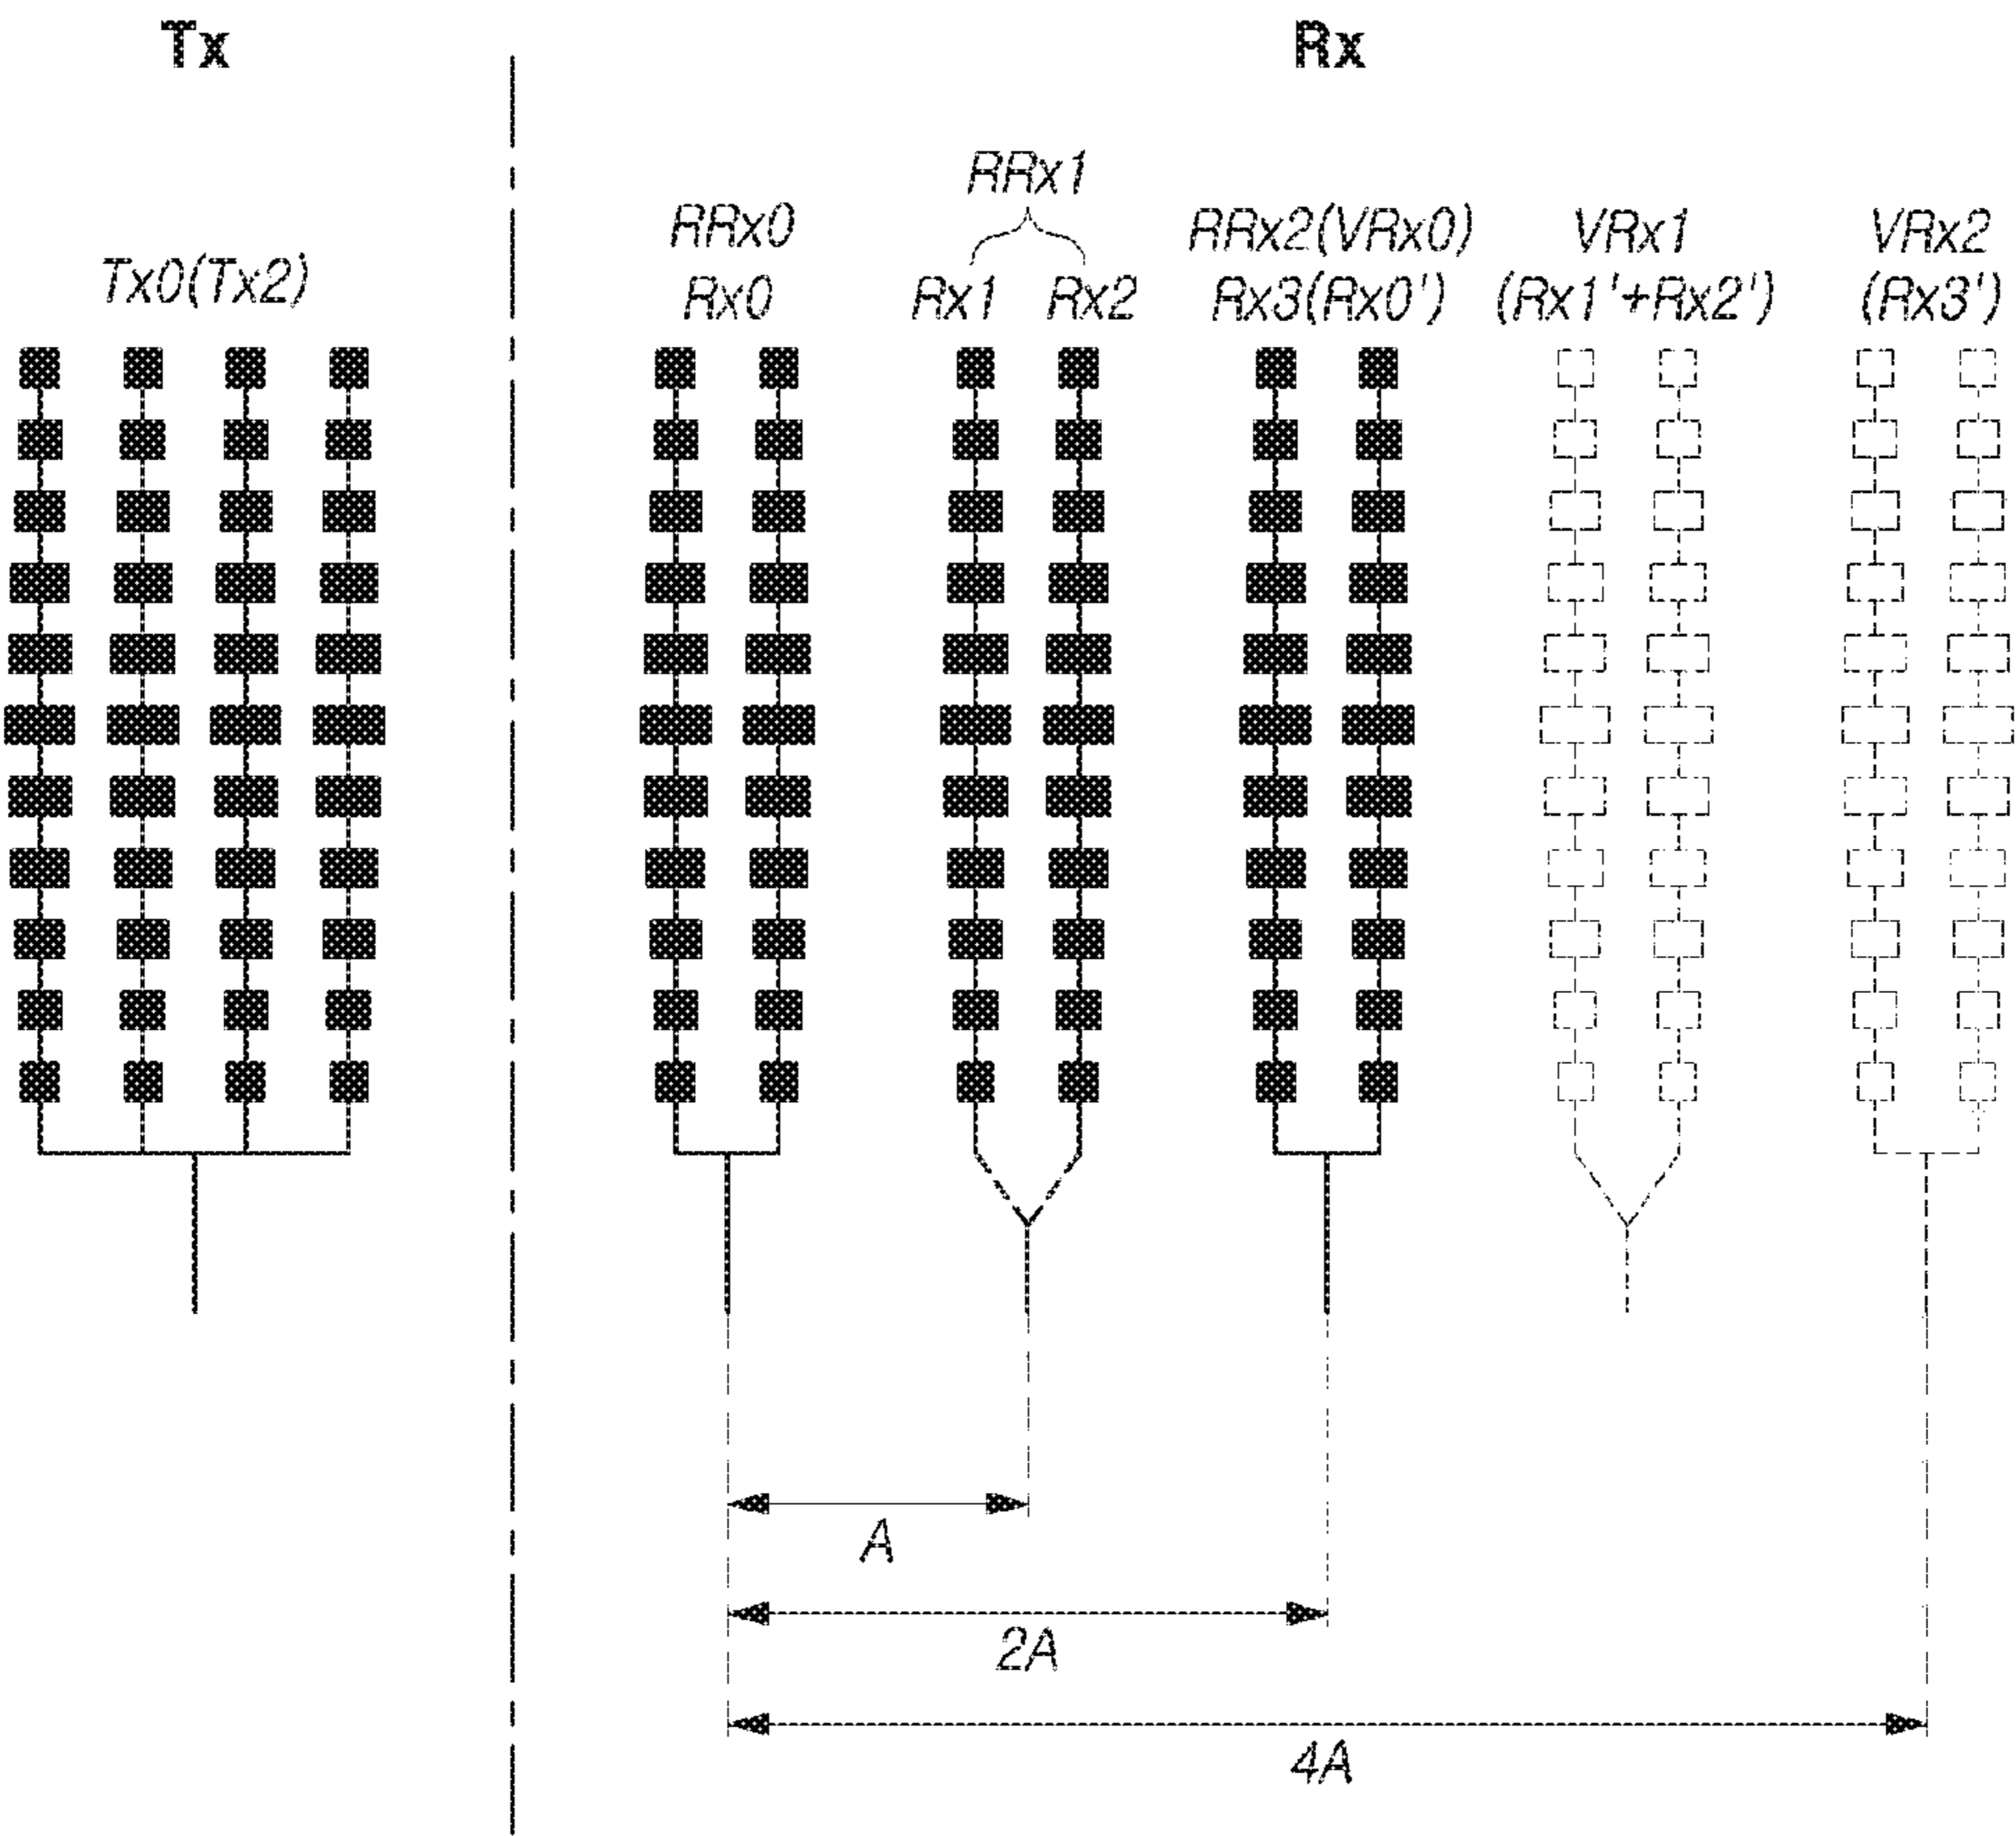 Tx
Rx
RRx1
RRx0
RRx2(VRx0)
VRx1
VRx2
Tx0(Tx2)
Rx0
Rx1
Rx2
Rx3(Rx0')
(Rx1'+Rx2')
(Rx3')
A
2A
4A